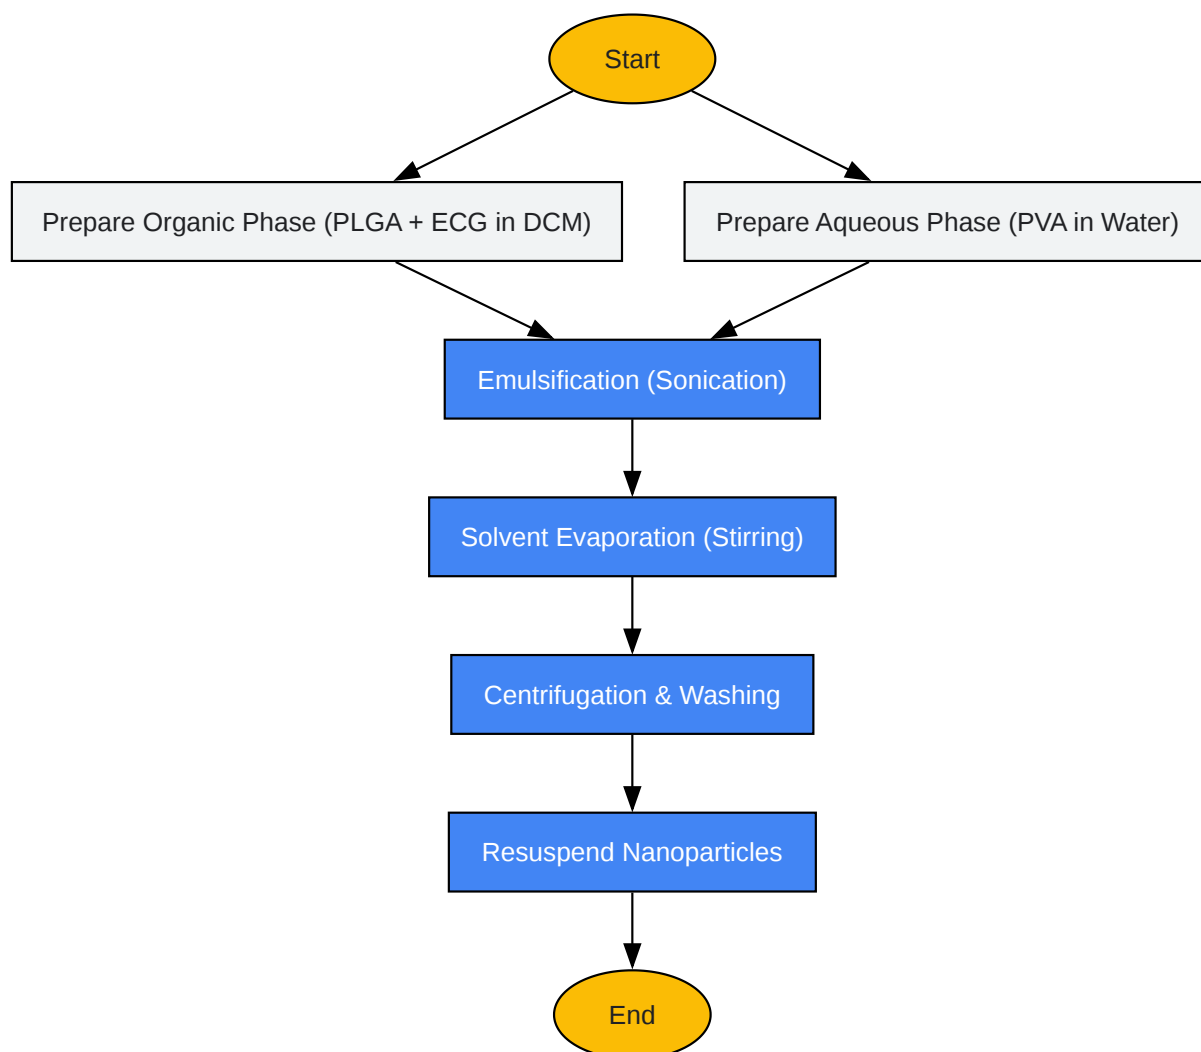 Start
Prepare Organic Phase (PLGA + ECG in DCM)
Prepare Aqueous Phase (PVA in Water)
Emulsification (Sonication)
Solvent Evaporation (Stirring)
Centrifugation & Washing
Resuspend Nanoparticles
End